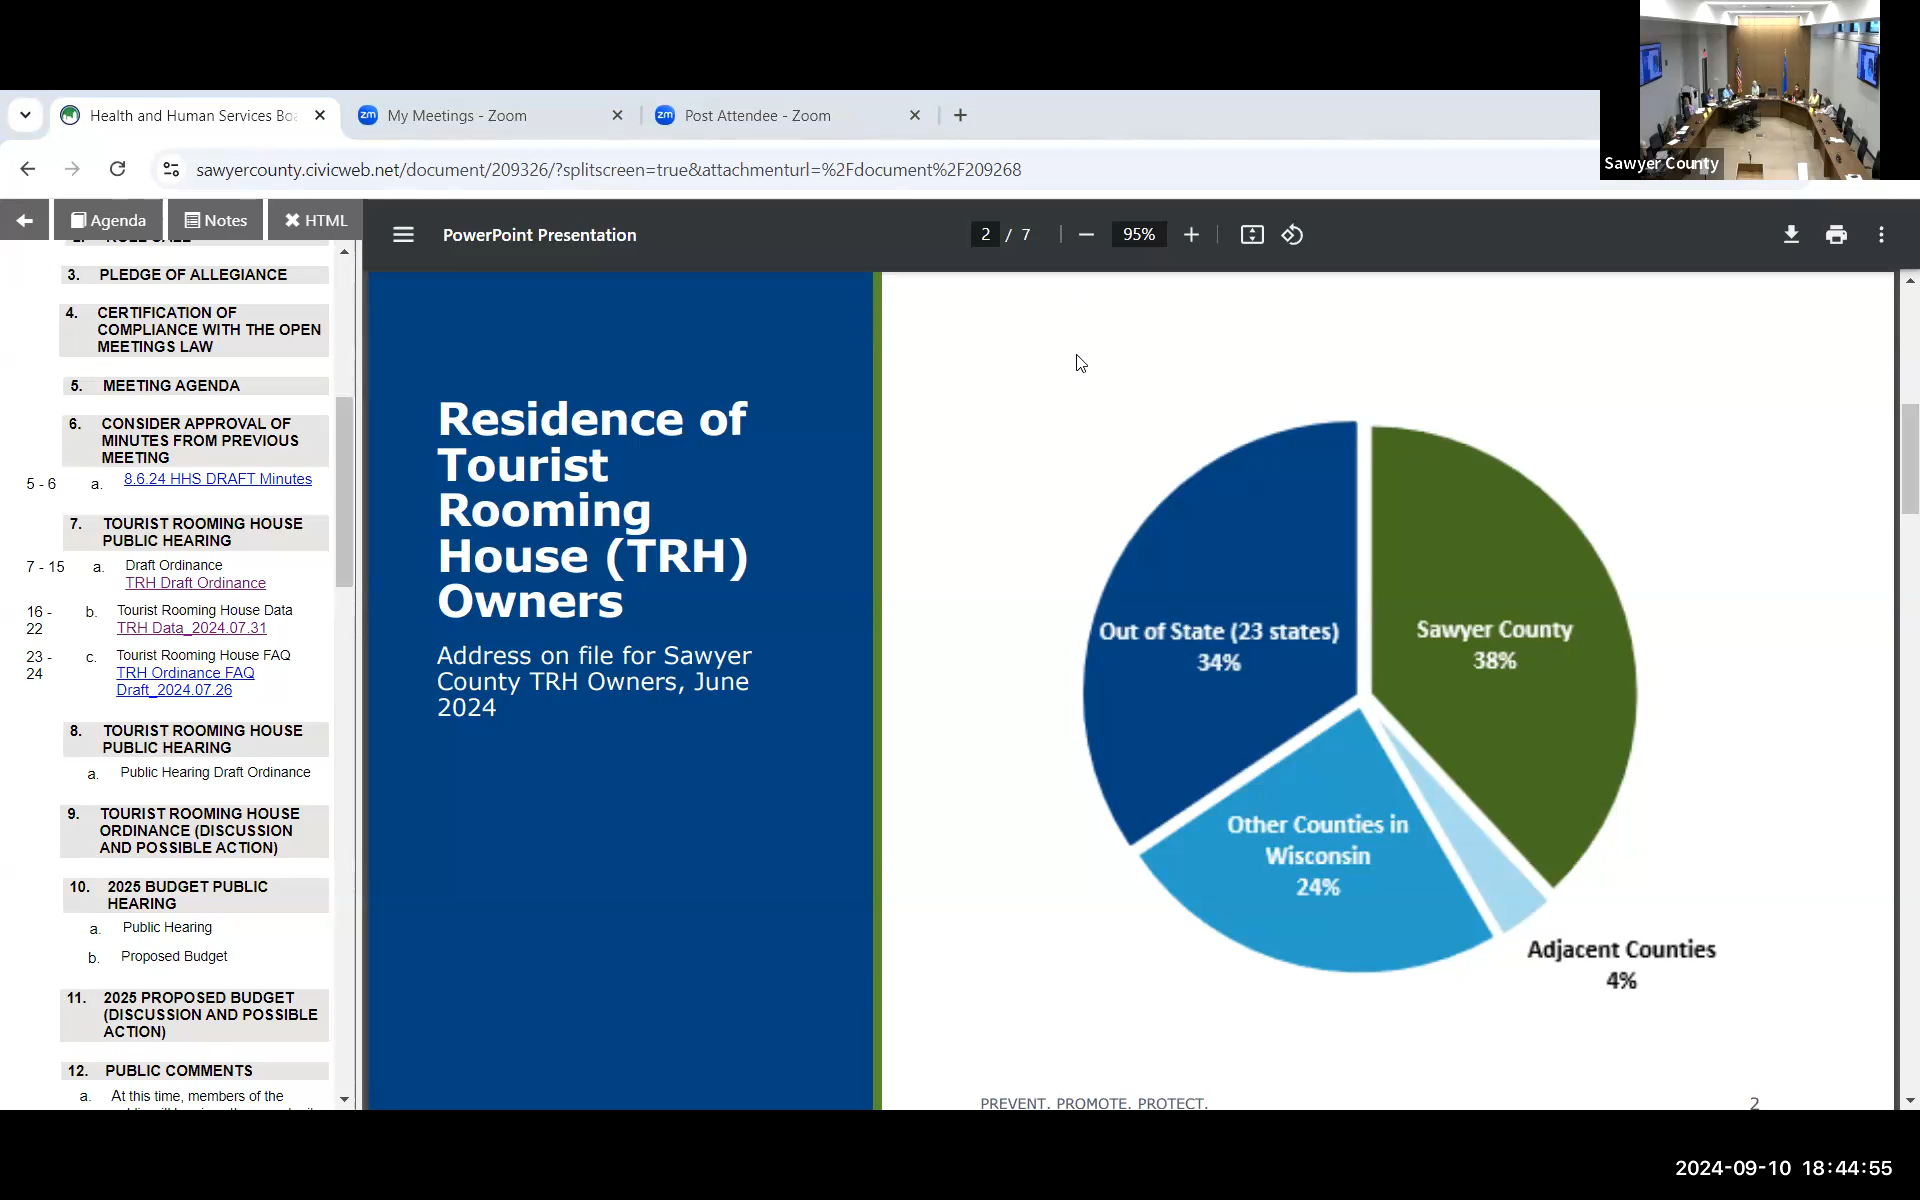 Sawyer County
Health and Human Services Boa
My Meetings - Zoom
Post Attendee - Zoom
sawyercounty.civicweb.net/document/209326/?splitscreen=true&attachmenturl=%2Fdocument%2F209268
Agenda
Notes
HTML
PowerPoint Presentation
2 / 7
95%
3. PLEDGE OF ALLEGIANCE
4. CERTIFICATION OF
COMPLIANCE WITH THE OPEN
MEETINGS LAW
5. MEETING AGENDA
6. CONSIDER APPROVAL OF
MINUTES FROM PREVIOUS
MEETING
5 - 6 a. 8.6.24 HHS DRAFT Minutes
7. TOURIST ROOMING HOUSE
PUBLIC HEARING
7 - 15 a. Draft Ordinance
TRH Draft Ordinance
16 - 22 b. Tourist Rooming House Data
TRH Data_2024.07.31
23 - 24 c. Tourist Rooming House FAQ
TRH Ordinance FAQ
Draft_2024.07.26
8. TOURIST ROOMING HOUSE
PUBLIC HEARING
a. Public Hearing Draft Ordinance
9. TOURIST ROOMING HOUSE
ORDINANCE (DISCUSSION
AND POSSIBLE ACTION)
10. 2025 BUDGET PUBLIC
HEARING
a. Public Hearing
b. Proposed Budget
11. 2025 PROPOSED BUDGET
(DISCUSSION AND POSSIBLE
ACTION)
12. PUBLIC COMMENTS
a. At this time, members of the
Residence of
Tourist
Rooming
House (TRH)
Owners
Address on file for Sawyer
County TRH Owners, June
2024
Out of State (23 states)
34%
Sawyer County
38%
Other Counties in
Wisconsin
24%
Adjacent Counties
4%
PREVENT. PROMOTE. PROTECT.
2
2024-09-10 18:44:55